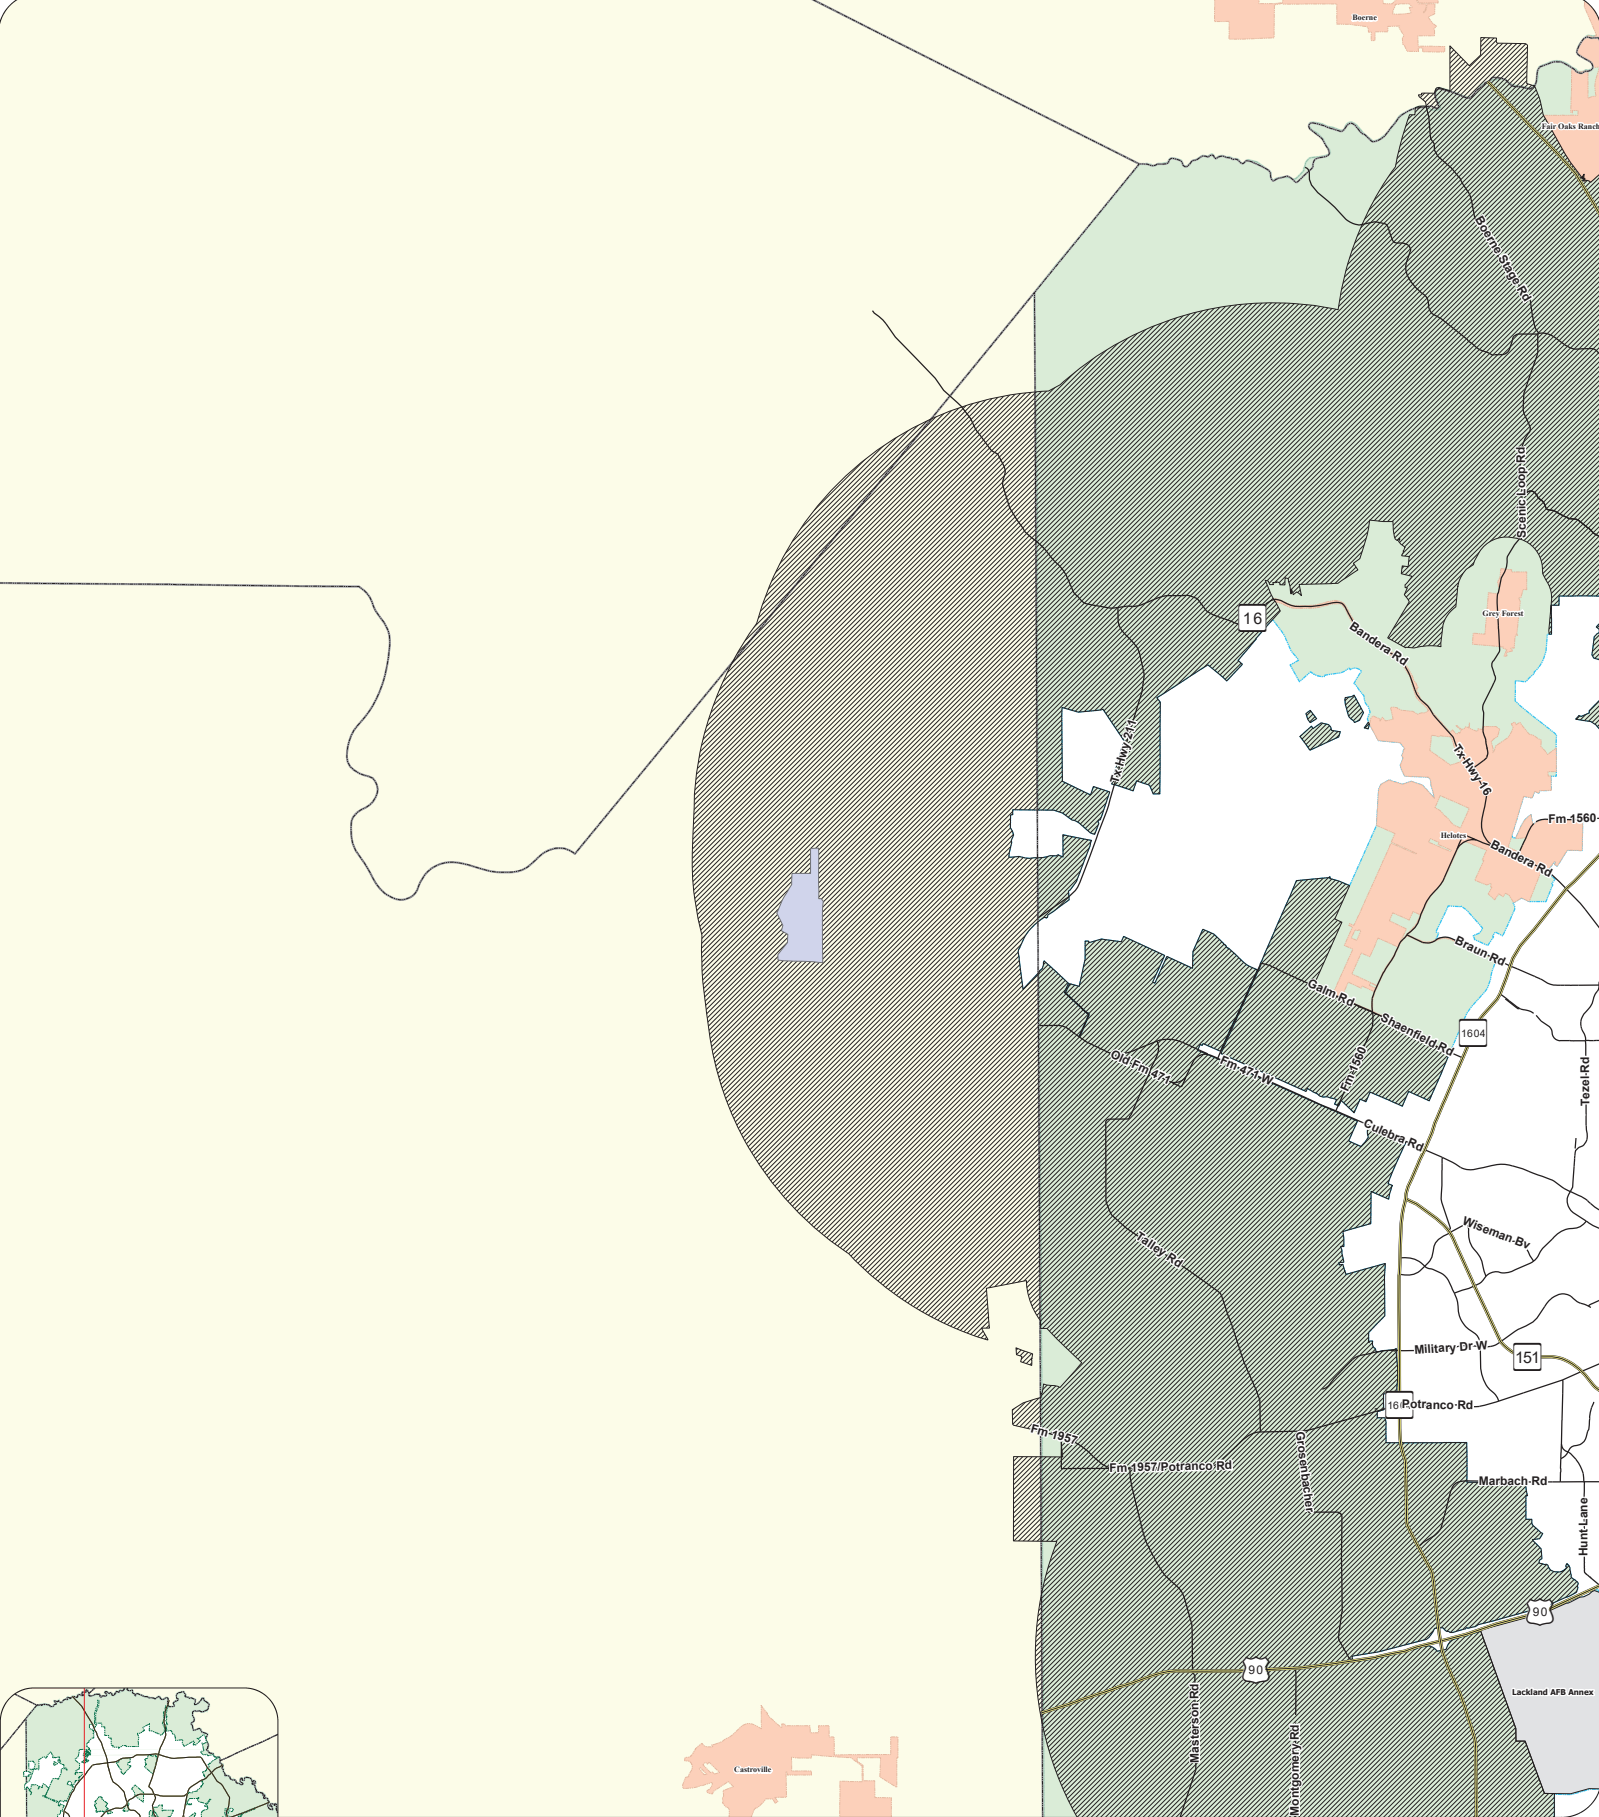 Boerne
Fair Oaks Ranch
Boerne Stage Rd
Scenic Loop Rd
Grey Forest
16
Bandera Rd
Tx Hwy 211
Tx Hwy 16
Fm 1560
Helotes
Bandera Rd
Braun Rd
Galm Rd
Shaenfield Rd
1604
Old Fm 471
Fm 471 W
Fm 1560
Tezel Rd
Culebra Rd
Talley Rd
Wiseman Bv
Military Dr W
151
Potranco Rd
Fm 1957
Fm 1957/Potranco Rd
Grosenbacher
Marbach Rd
Hunt Lane
90
90
Masterson Rd
Montgomery Rd
Lackland AFB Annex
Castroville